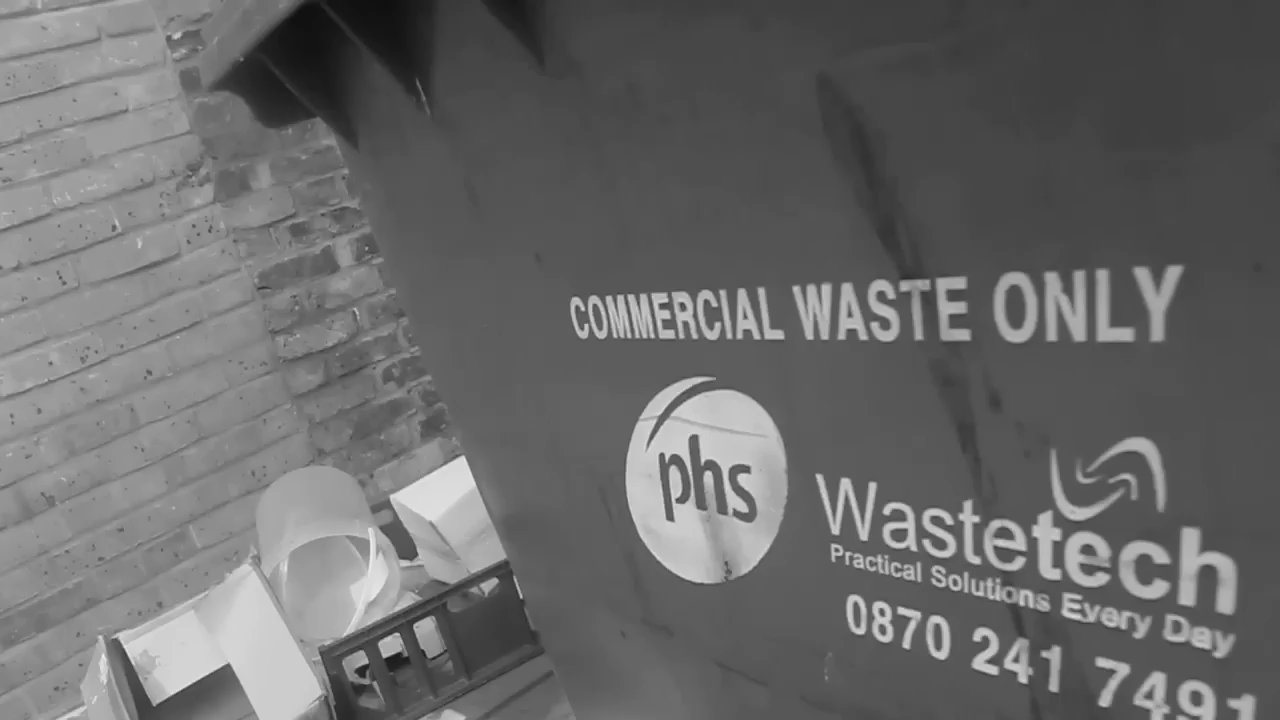 COMMERCIAL WASTE ONLY
phs
Wastetech
Practical Solutions Every Day
0870 241 7491